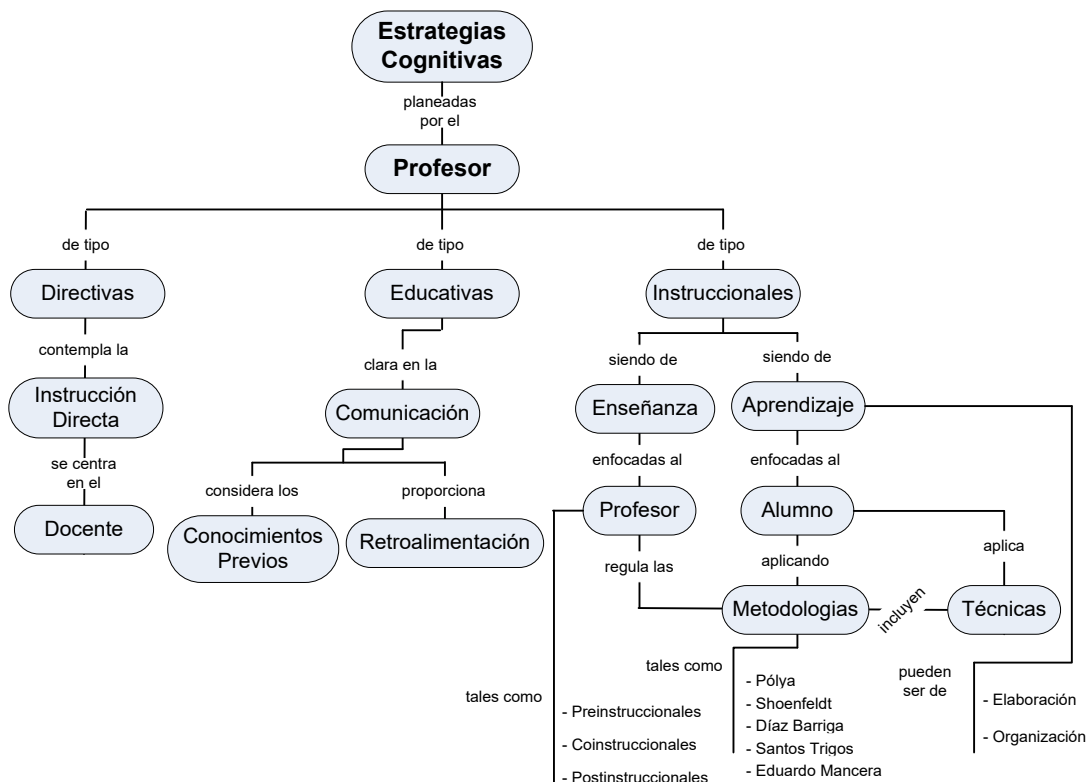 Estrategias
Cognitivas
planeadas
por el
Profesor
de tipo
de tipo
de tipo
Directivas
Educativas
Instruccionales
contempla la
clara en la
siendo de
siendo de
Instrucción
Directa
Comunicación
Enseñanza
Aprendizaje
se centra
en el
considera los
proporciona
enfocadas al
enfocadas al
Docente
Conocimientos
Previos
Retroalimentación
Profesor
Alumno
regula las
aplicando
aplica
Metodologias
incluyen
Técnicas
tales como
- Preinstruccionales
- Coinstruccionales
- Postinstruccionales
tales como
- Pólya
- Shoenfeldt
- Díaz Barriga
- Santos Trigos
- Eduardo Mancera
pueden
ser de
- Elaboración
- Organización